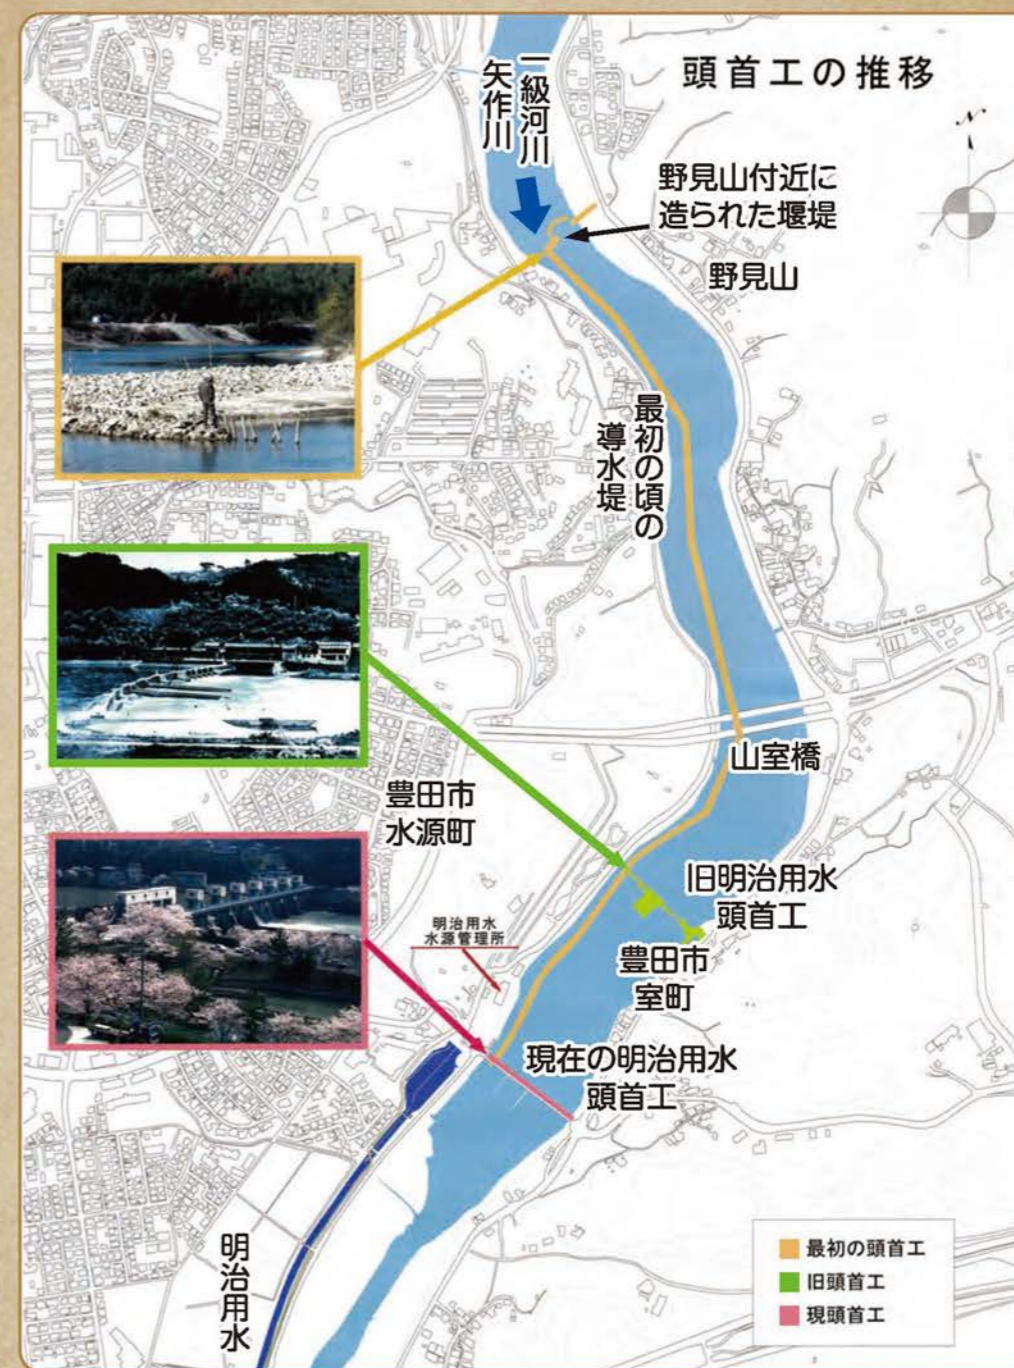 頭首工の推移
N
一級河川
矢作川
野見山付近に
造られた堰堤
野見山
最初の頃の
導水堤
山室橋
豊田市
水源町
旧明治用水
頭首工
明治用水
水源管理所
豊田市
室町
現在の明治用水
頭首工
明治用水
最初の頭首工
旧頭首工
現頭首工